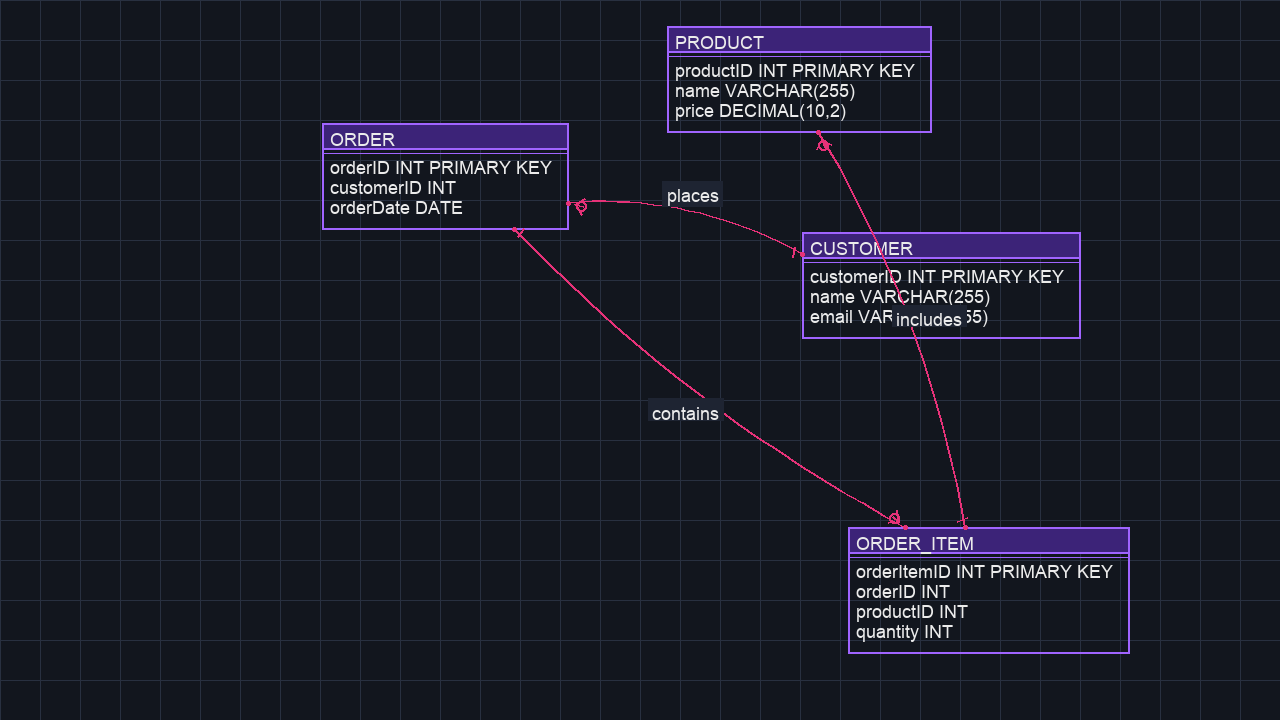 PRODUCT
productID INT PRIMARY KEY
name VARCHAR(255)
price DECIMAL(10,2)
ORDER
orderID INT PRIMARY KEY
customerID INT
orderDate DATE
places
CUSTOMER
customerID INT PRIMARY KEY
name VARCHAR(255)
email VAR 55)
includes
contains
ORDER_ITEM
orderItemID INT PRIMARY KEY
orderID INT
productID INT
quantity INT